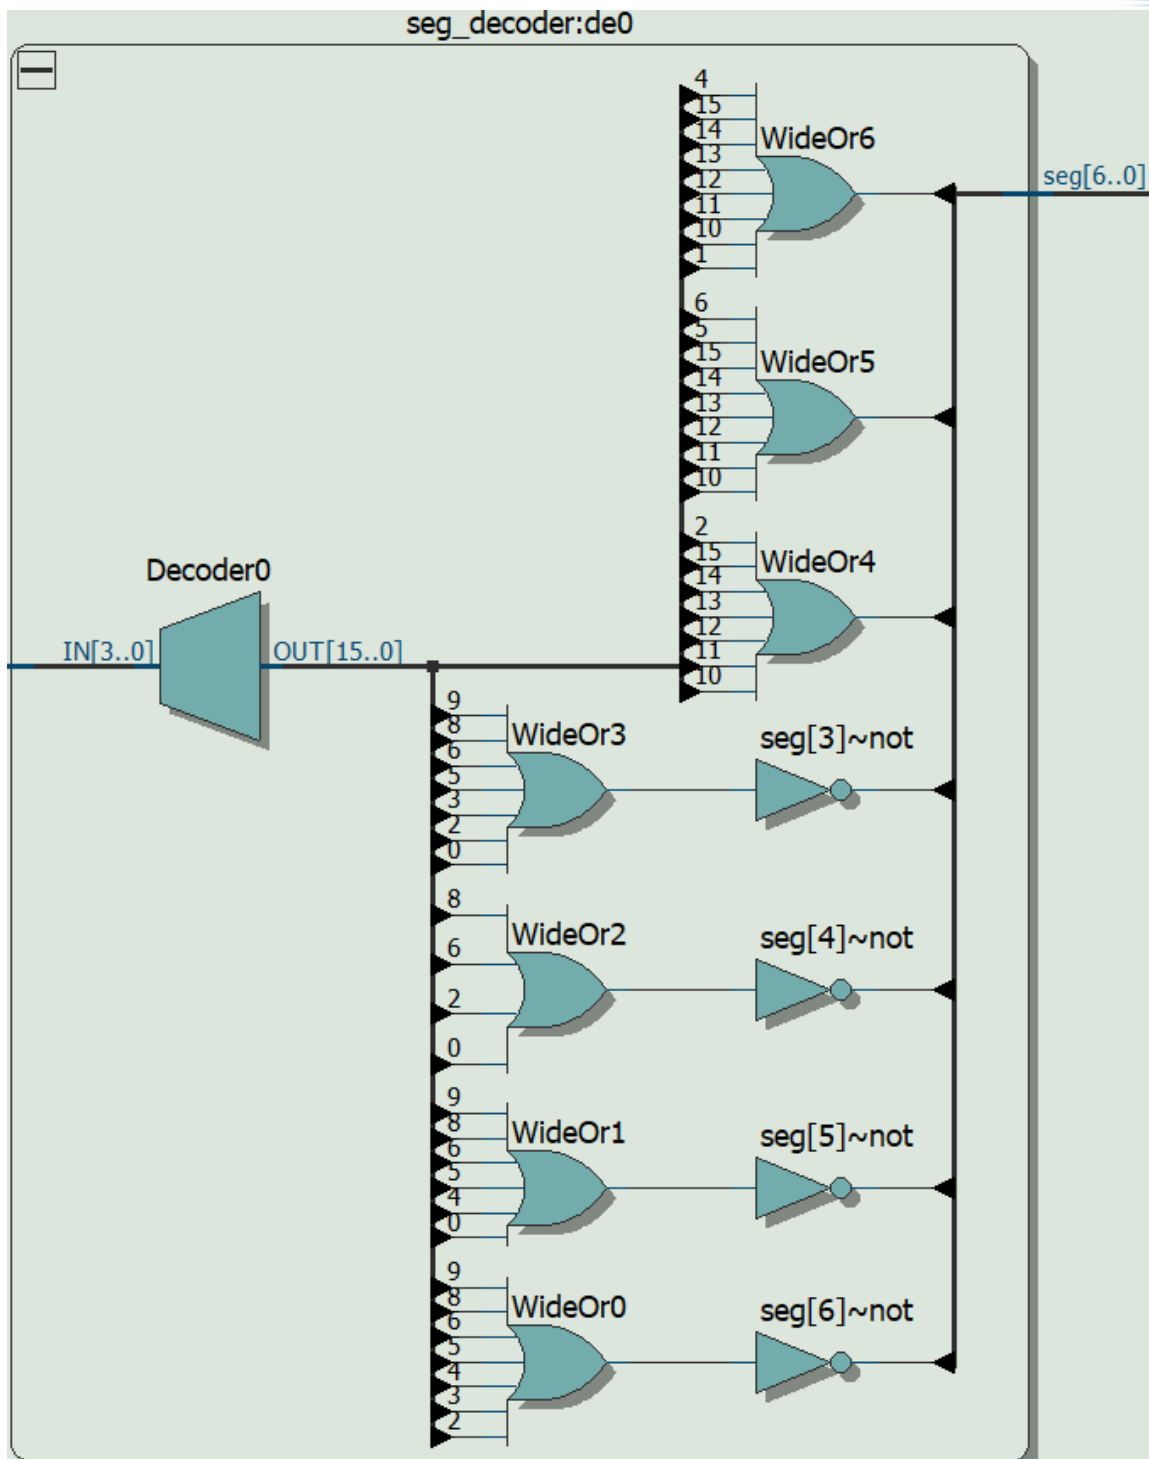 seg_decoder:de0
4
15
14
13
12
11
10
1
WideOr6
seg[6..0]
6
5
15
14
13
12
11
10
WideOr5
2
15
14
13
12
11
10
WideOr4
Decoder0
IN[3..0]
OUT[15..0]
9
8
6
5
3
2
0
WideOr3
seg[3]~not
8
6
2
0
WideOr2
seg[4]~not
9
8
6
5
4
0
WideOr1
seg[5]~not
9
8
6
5
4
3
2
WideOr0
seg[6]~not